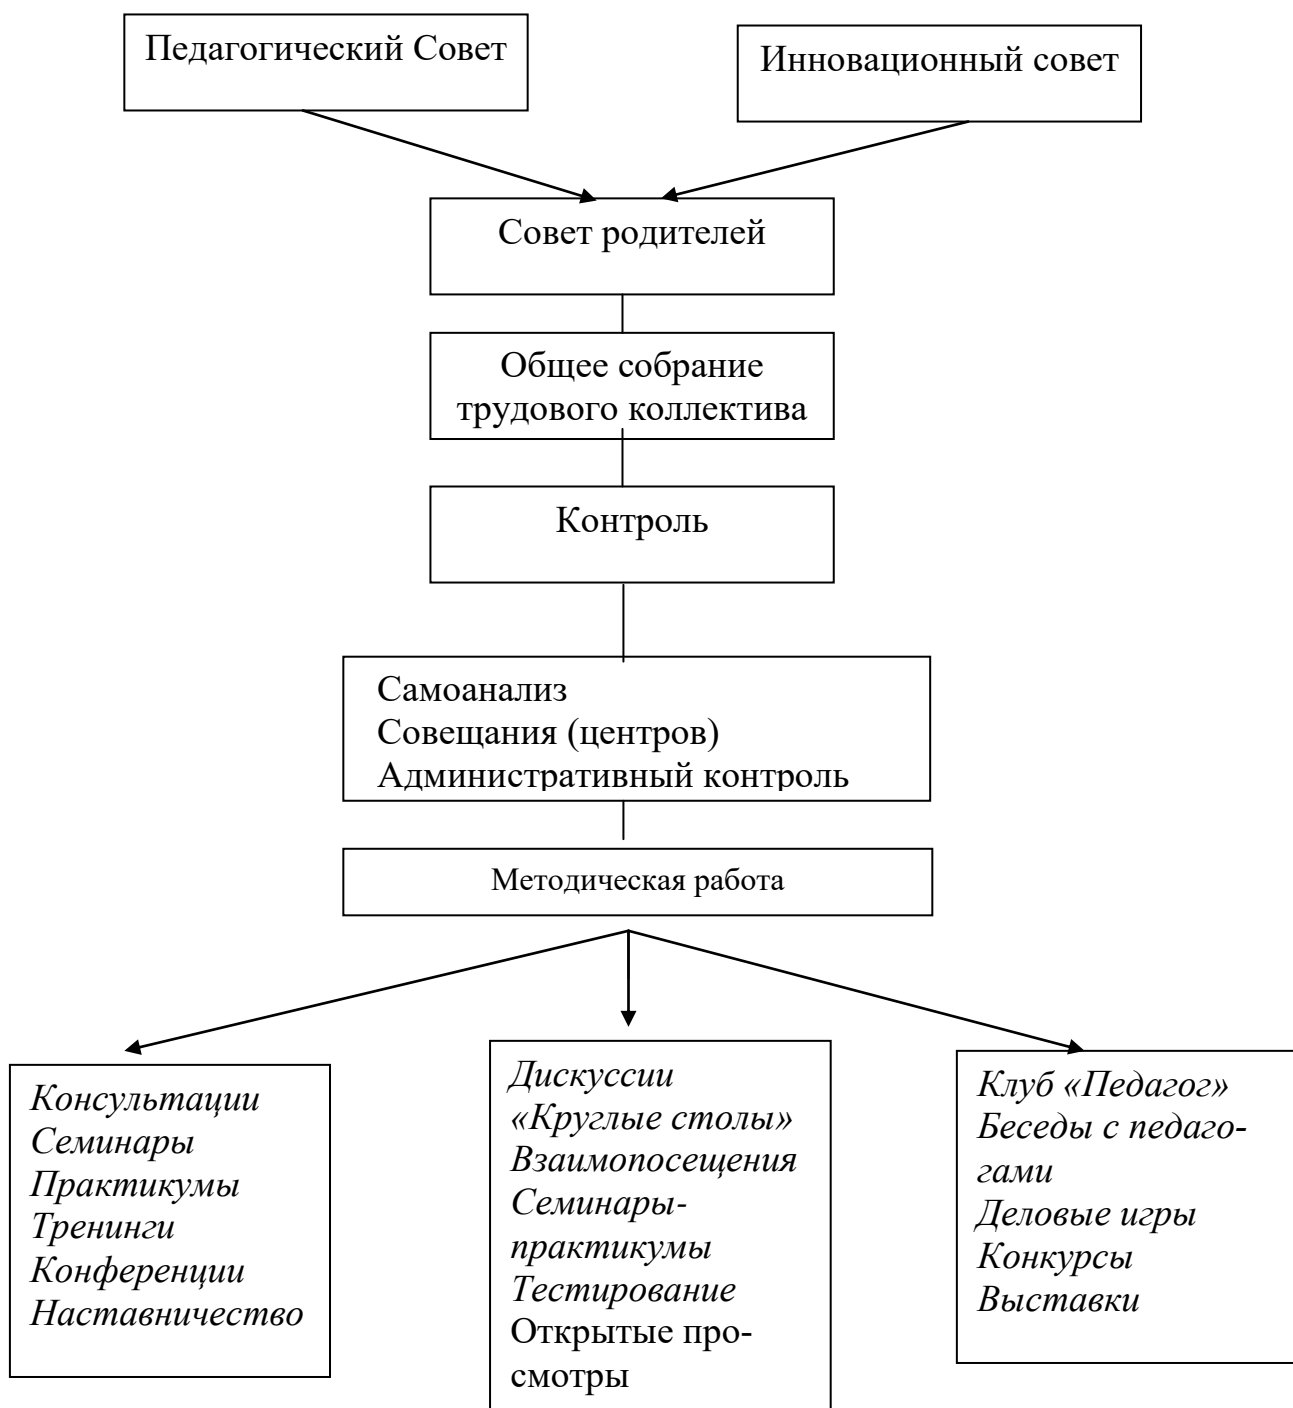 Педагогический Совет
Инновационный совет
Совет родителей
Общее собрание
трудового коллектива
Контроль
Самоанализ
Совещания (центров)
Административный контроль
Методическая работа
Консультации
Семинары
Практикумы
Тренинги
Конференции
Наставничество
Дискуссии
«Круглые столы»
Взаимопосещения
Семинары-
практикумы
Тестирование
Открытые про-
смотры
Клуб «Педагог»
Беседы с педаго-
гами
Деловые игры
Конкурсы
Выставки